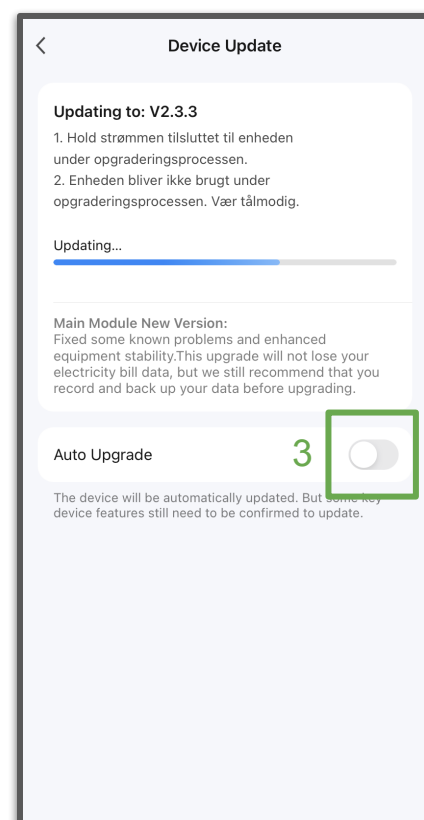 Device Update
Updating to: V2.3.3
1. Hold strømmen tilsluttet til enheden
under opgraderingsprocessen.
2. Enheden bliver ikke brugt under
opgraderingsprocessen. Vær tålmodig.
Updating...
Main Module New Version:
Fixed some known problems and enhanced
equipment stability.This upgrade will not lose your
electricity bill data, but we still recommend that you
record and back up your data before upgrading.
Auto Upgrade 3
The device will be automatically updated. But some key
device features still need to be confirmed to update.